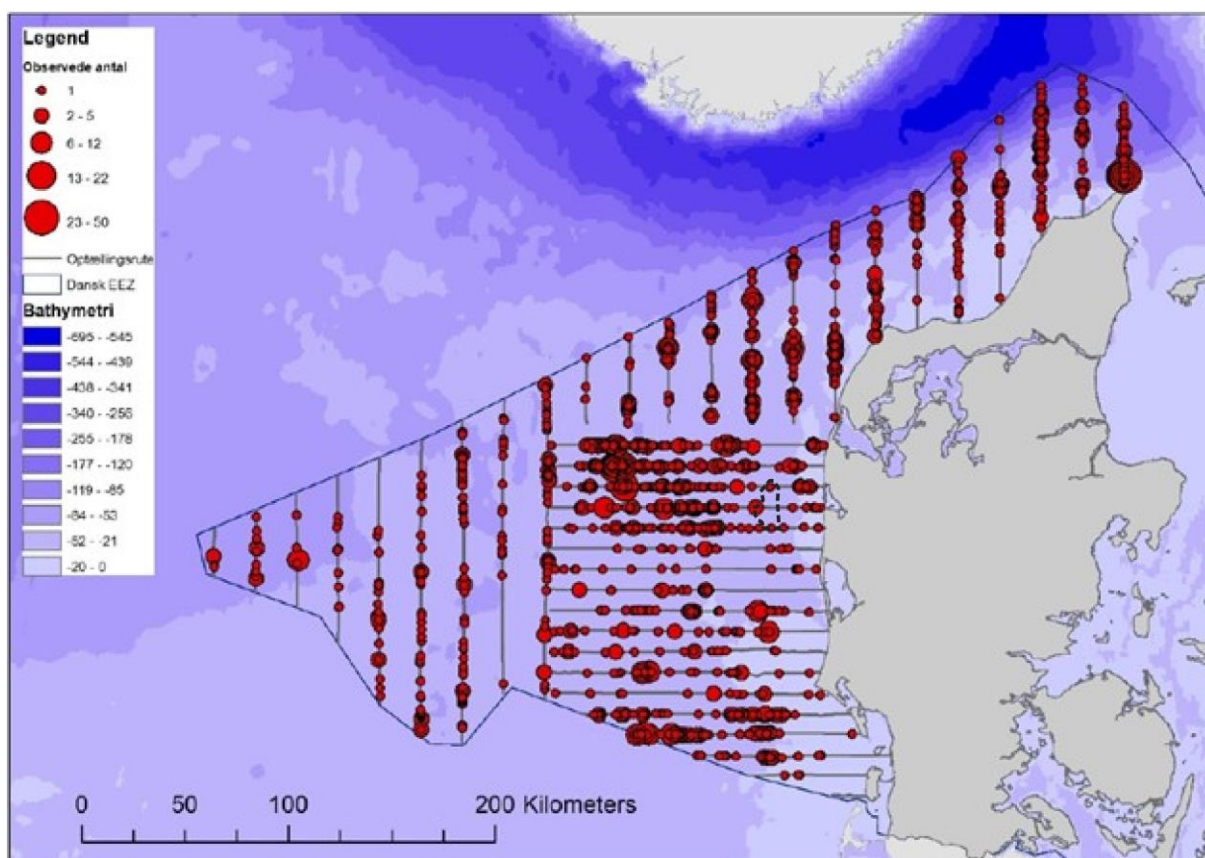 Legend
Observede antal
1
2 - 5
6 - 12
13 - 22
23 - 50
Optællingsrute
Dansk EEZ
Bathymetri
-695 - -545
-544 - -439
-438 - -341
-340 - -256
-255 - -178
-177 - -120
-119 - -85
-84 - -53
-52 - -21
-20 - 0
0 50 100 200 Kilometers